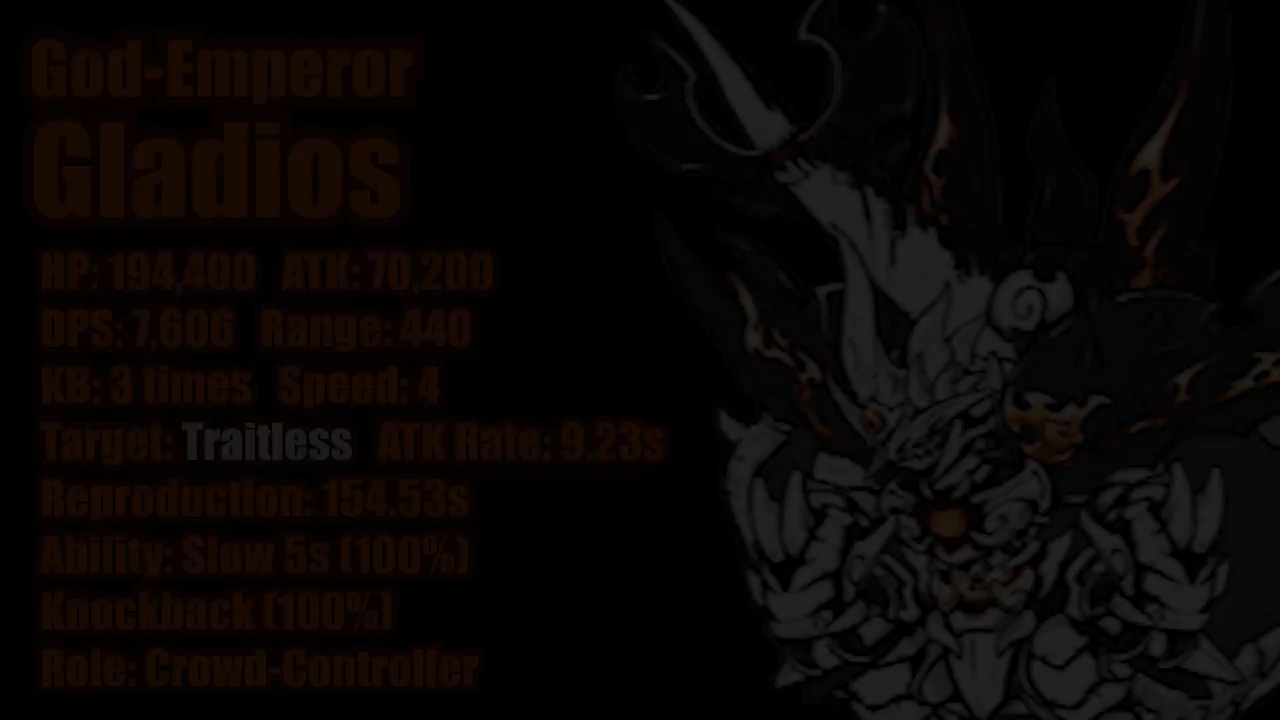 God-Emperor
Gladios
HP: 194,400 ATK: 70,200
DPS: 7,606 Range: 440
KB: 3 times Speed: 4
Target: Traitless ATK Rate: 9.23s
Reproduction: 154.53s
Ability: Slow 5s (100%)
Knockback (100%)
Role: Crowd-Controller